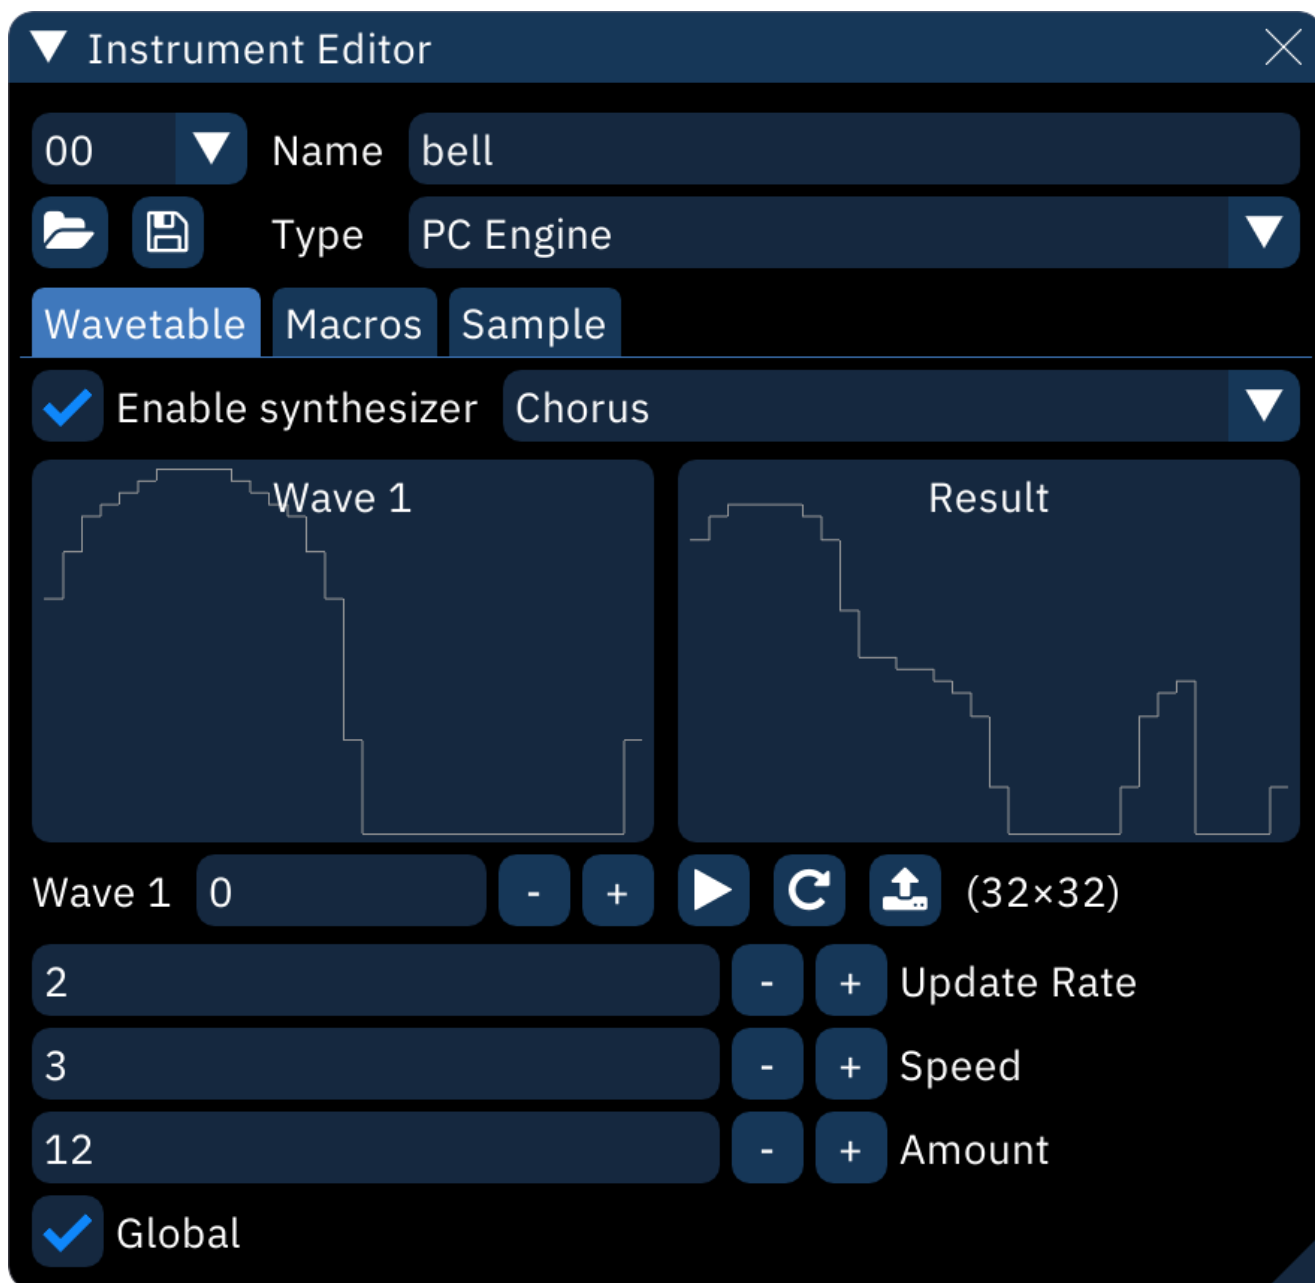 Instrument Editor
00 Name bell
Type PC Engine
Wavetable Macros Sample
Enable synthesizer Chorus
Wave 1 Result
Wave 1 0 - + (32×32)
2 - + Update Rate
3 - + Speed
12 - + Amount
Global